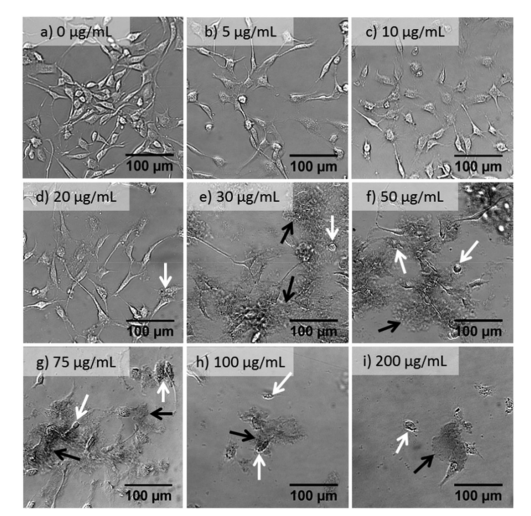 a) 0 µg/mL
b) 5 µg/mL
c) 10 µg/mL
100 µm
100 µm
100 µm
d) 20 µg/mL
e) 30 µg/mL
f) 50 µg/mL
100 µm
100 µm
100 µm
g) 75 µg/mL
h) 100 µg/mL
i) 200 µg/mL
100 µm
100 µm
100 µm